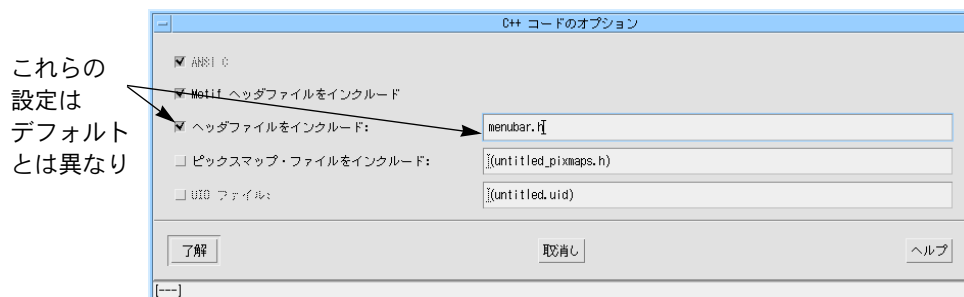 C++ コードのオプション
これらの
設定は
デフォルト
とは異なり
ANSI C
Motif ヘッダファイルをインクルード
ヘッダファイルをインクルード:
menubar.h
ピックスマップ・ファイルをインクルード:
(untitled_pixmaps.h)
UID ファイル:
(untitled.uid)
了解
取消し
ヘルプ
[---]